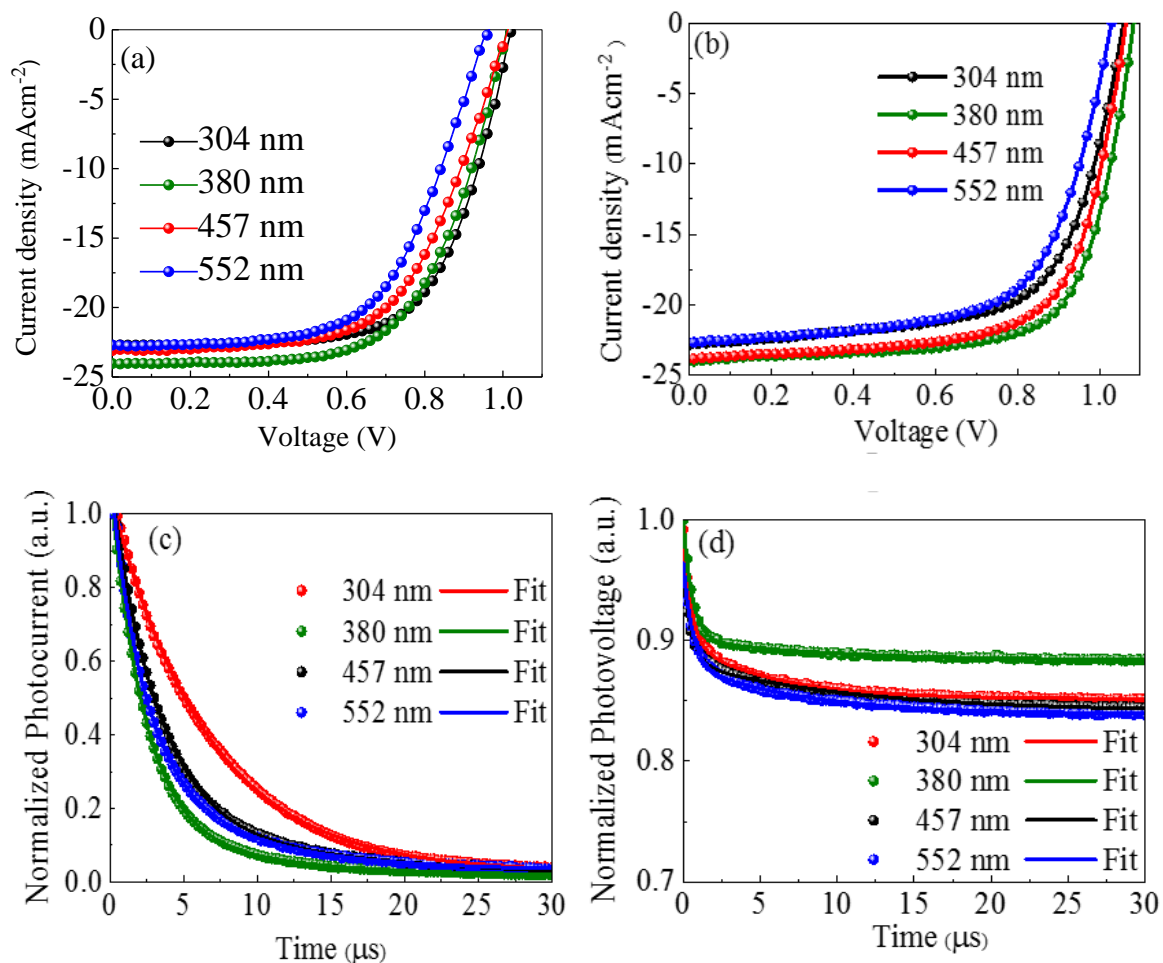 (a)
0
-5
-10
-15
-20
-25
Current density (mAcm-2)
304 nm
380 nm
457 nm
552 nm
0.0 0.2 0.4 0.6 0.8 1.0
Voltage (V)
(b)
0
-5
-10
-15
-20
-25
Current density (mAcm-2)
304 nm
380 nm
457 nm
552 nm
0.0 0.2 0.4 0.6 0.8 1.0
Voltage (V)
(c)
1.0
0.8
0.6
0.4
0.2
0.0
Normalized Photocurrent (a.u.)
304 nm Fit
380 nm Fit
457 nm Fit
552 nm Fit
0 5 10 15 20 25 30
Time (μs)
(d)
1.0
0.9
0.8
0.7
Normalized Photovoltage (a.u.)
304 nm Fit
380 nm Fit
457 nm Fit
552 nm Fit
0 5 10 15 20 25 30
Time (μs)